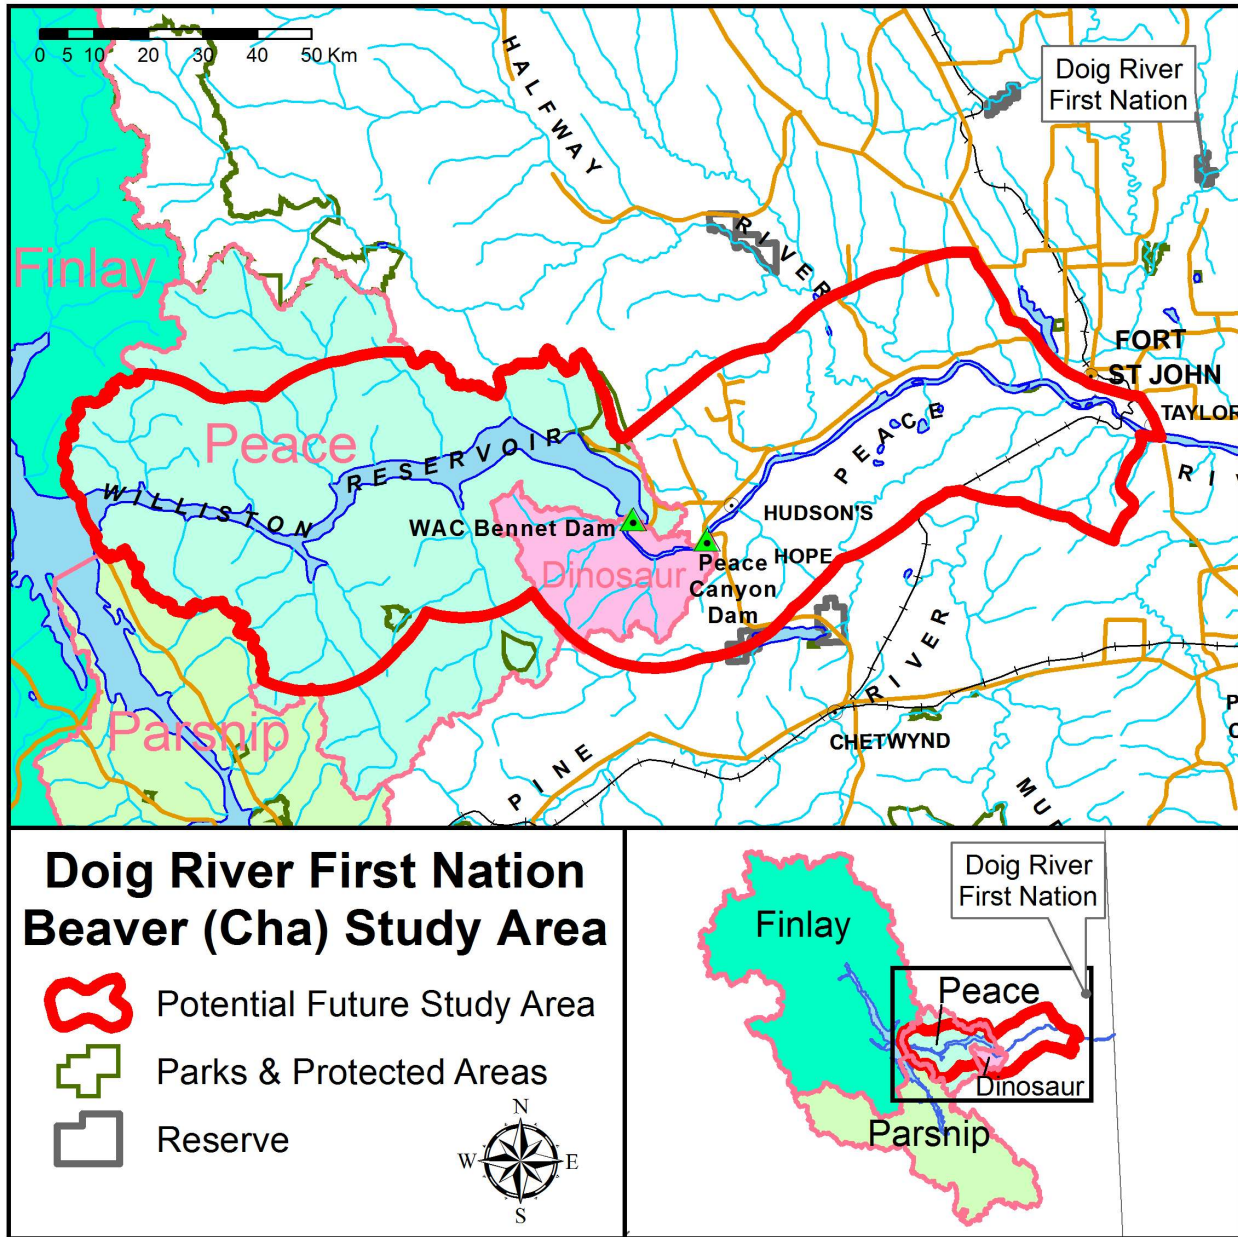 0 5 10 20 30 40 50 Km
HALFWAY
RIVER
Doig River
First Nation
Finlay
FORT
ST JOHN
TAYLOR
Peace
PEACE
RIV
WILLISTON
RESERVOIR
WAC Bennet Dam
HUDSON'S
HOPE
Peace
Canyon
Dam
Dinosaur
Parsnip
PINE
RIVER
CHETWYND
P
C
MUR
Doig River First Nation
Beaver (Cha) Study Area
Potential Future Study Area
Parks & Protected Areas
Reserve
N
W E
S
Doig River
First Nation
Finlay
Peace
Dinosaur
Parsnip